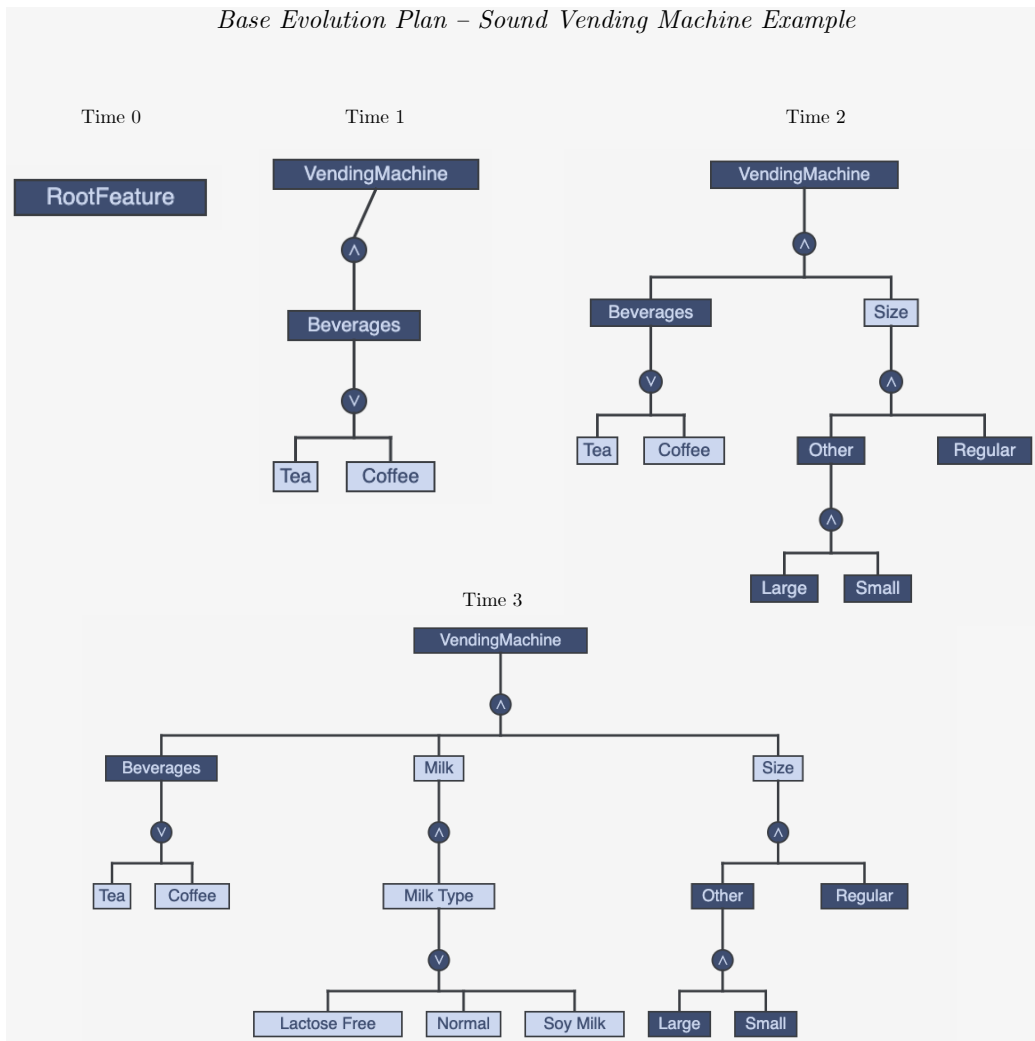 Base Evolution Plan – Sound Vending Machine Example
Time 0
Time 1
Time 2
RootFeature
VendingMachine
∧
Beverages
∨
Tea
Coffee
VendingMachine
∧
Beverages
Size
∨
∧
Tea
Coffee
Other
Regular
∧
Large
Small
Time 3
VendingMachine
∧
Beverages
Milk
Size
∨
∧
∧
Tea
Coffee
Milk Type
Other
Regular
∨
∧
Lactose Free
Normal
Soy Milk
Large
Small